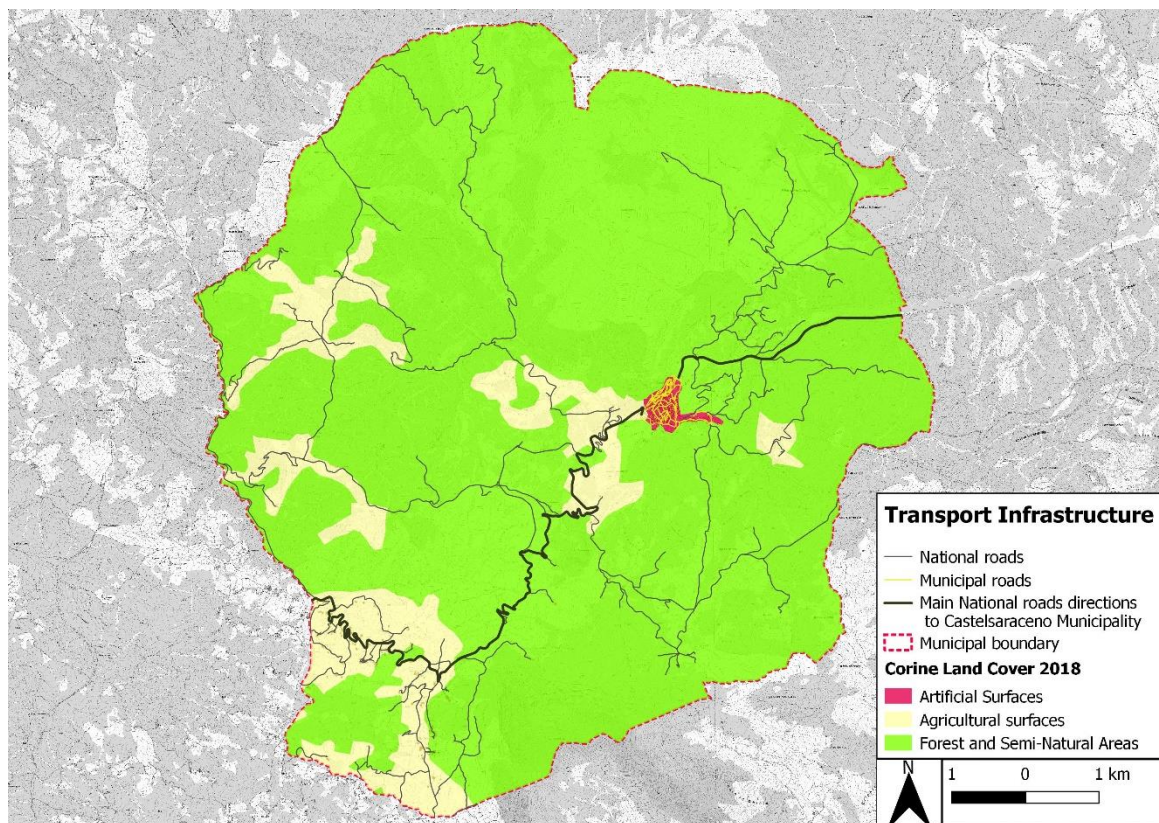 Transport Infrastructure
National roads
Municipal roads
Main National roads directions
to Castelsaraceno Municipality
Municipal boundary
Corine Land Cover 2018
Artificial Surfaces
Agricultural surfaces
Forest and Semi-Natural Areas
N
1 0 1 km